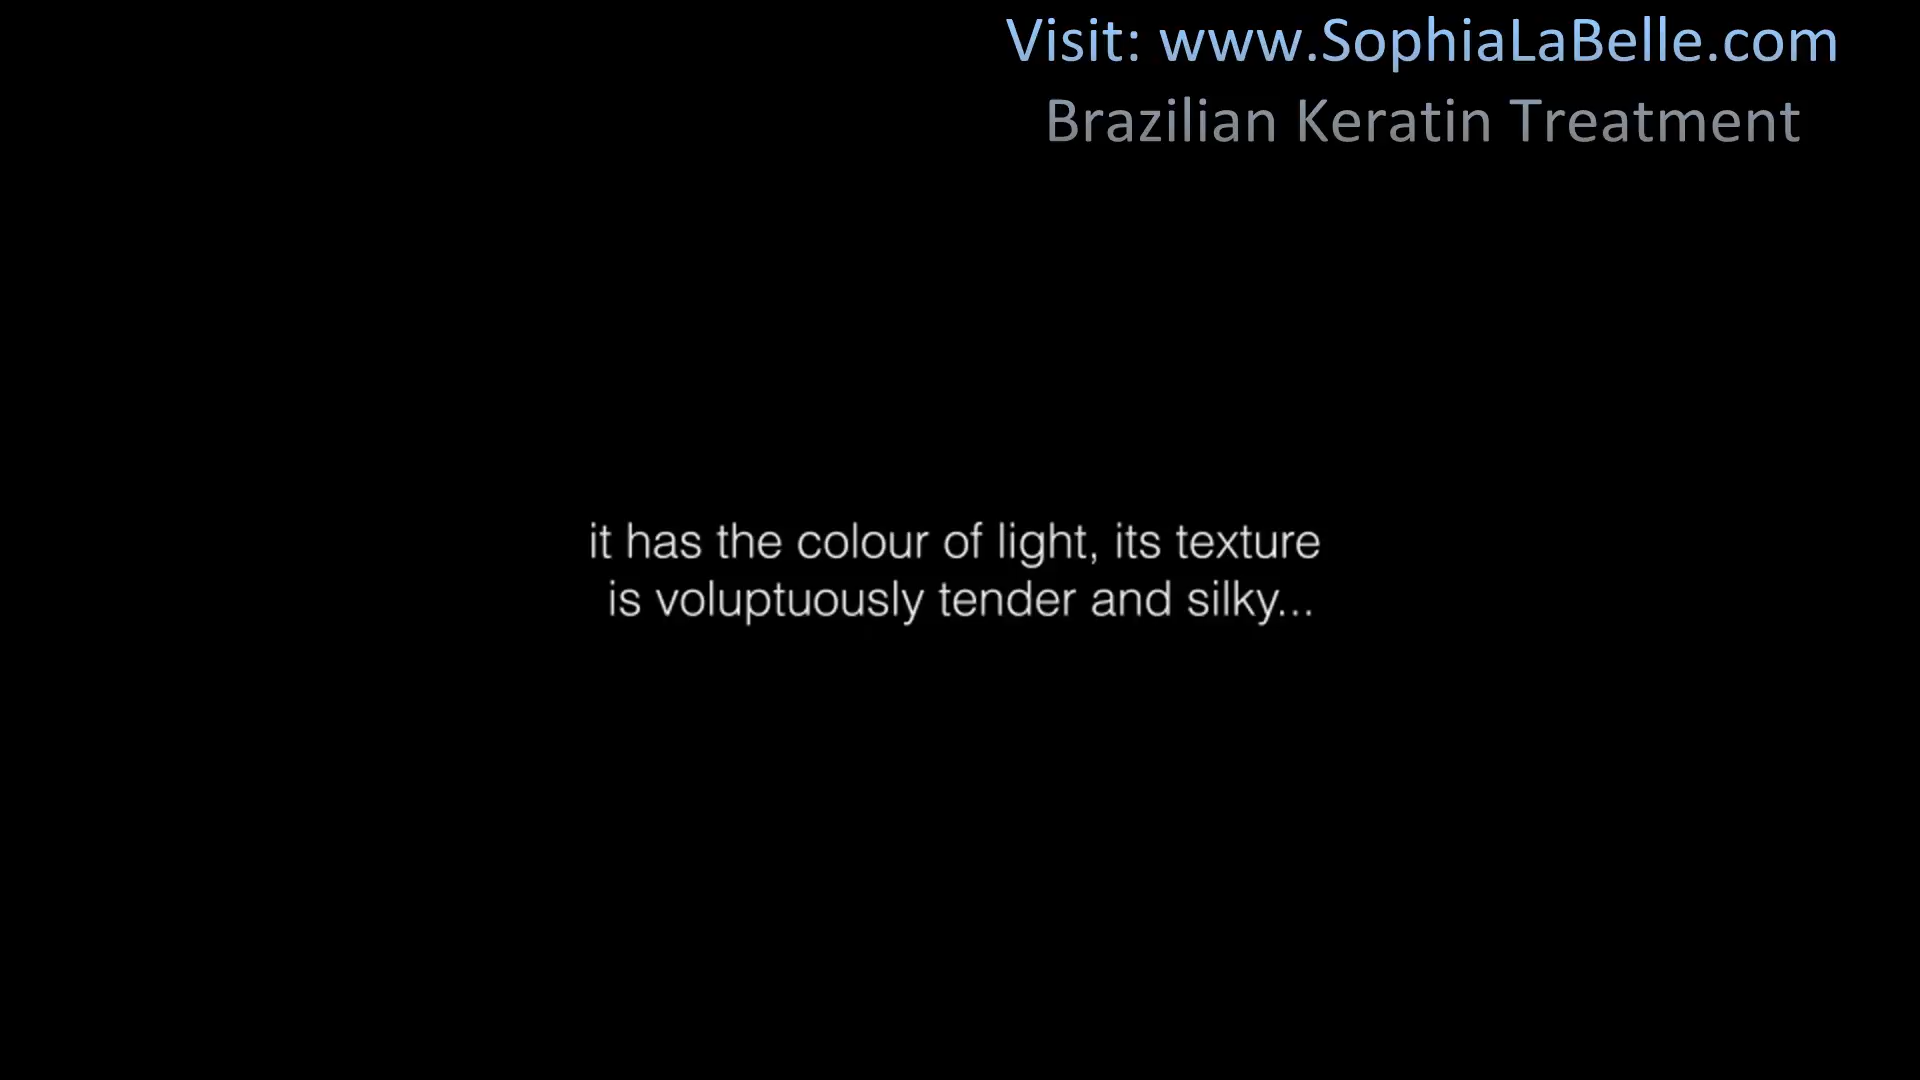 Visit: www.SophiaLaBelle.com
Brazilian Keratin Treatment
it has the colour of light, its texture
is voluptuously tender and silky...